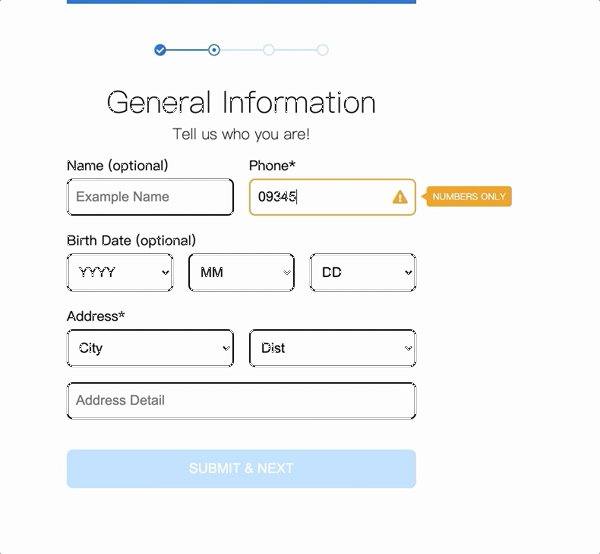 General Information
Tell us who you are!
Name (optional) Phone*
Example Name 09345 NUMBERS ONLY
Birth Date (optional)
YYYY MM DD
Address*
City Dist
Address Detail
SUBMIT & NEXT